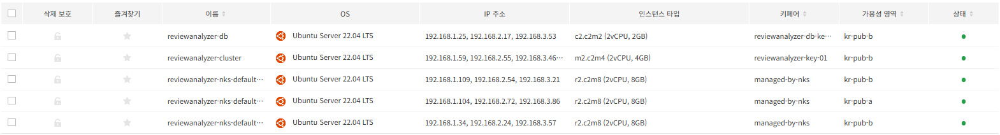 삭제 보호 즐겨찾기 이름 OS IP 주소 인스턴스 타입 키페어 가용성 영역 상태
reviewanalyzer-db Ubuntu Server 22.04 LTS 192.168.1.25, 192.168.2.17, 192.168.3.53 c2.c2m2 (2vCPU, 2GB) reviewanalyzer-db-ke··· kr-pub-b
reviewanalyzer-cluster Ubuntu Server 22.04 LTS 192.168.1.59, 192.168.2.55, 192.168.3.46··· m2.c2m4 (2vCPU, 4GB) reviewanalyzer-key-01 kr-pub-b
reviewanalyzer-nks-default··· Ubuntu Server 22.04 LTS 192.168.1.109, 192.168.2.54, 192.168.3.21 r2.c2m8 (2vCPU, 8GB) managed-by-nks kr-pub-b
reviewanalyzer-nks-default··· Ubuntu Server 22.04 LTS 192.168.1.104, 192.168.2.72, 192.168.3.86 r2.c2m8 (2vCPU, 8GB) managed-by-nks kr-pub-a
reviewanalyzer-nks-default··· Ubuntu Server 22.04 LTS 192.168.1.34, 192.168.2.24, 192.168.3.57 r2.c2m8 (2vCPU, 8GB) managed-by-nks kr-pub-b